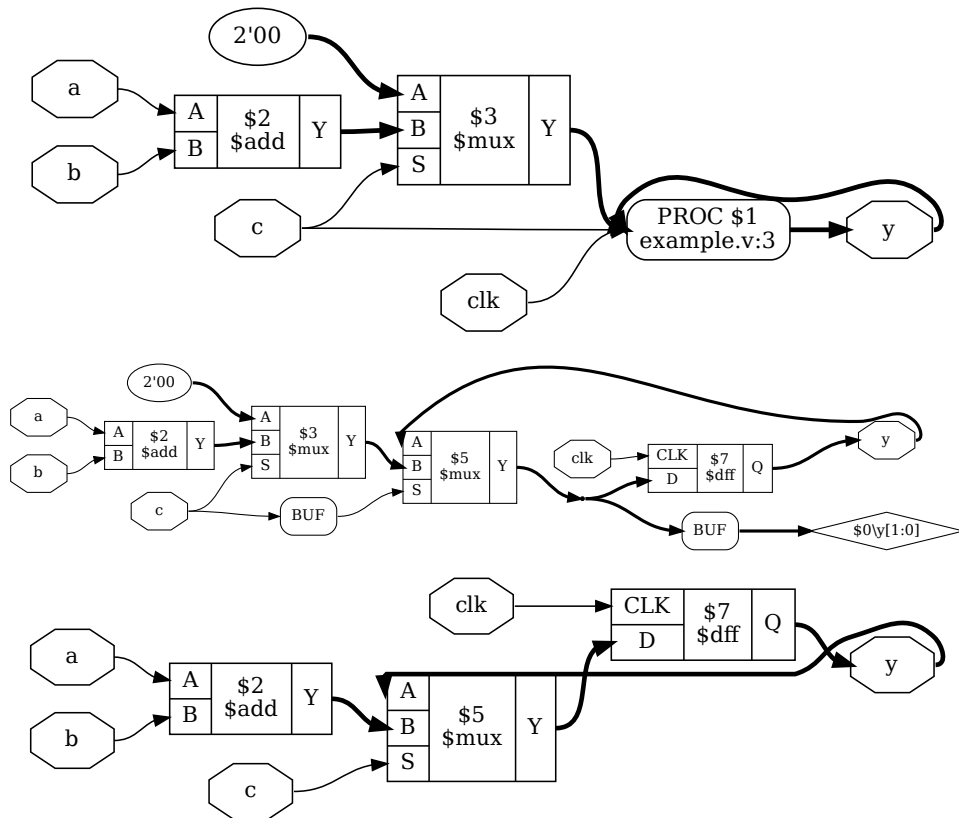 2'00
a
A
$2
$add
Y
B
b
A
$3
$mux
Y
B
S
c
PROC $1
example.v:3
y
clk
2'00
a
A
$2
$add
Y
B
b
A
$3
$mux
Y
B
S
c
BUF
A
$5
$mux
Y
B
S
clk
CLK
$7
$dff
Q
D
y
BUF
$0\y[1:0]
clk
CLK
$7
$dff
Q
D
y
a
A
$2
$add
Y
B
b
A
$5
$mux
Y
B
S
c